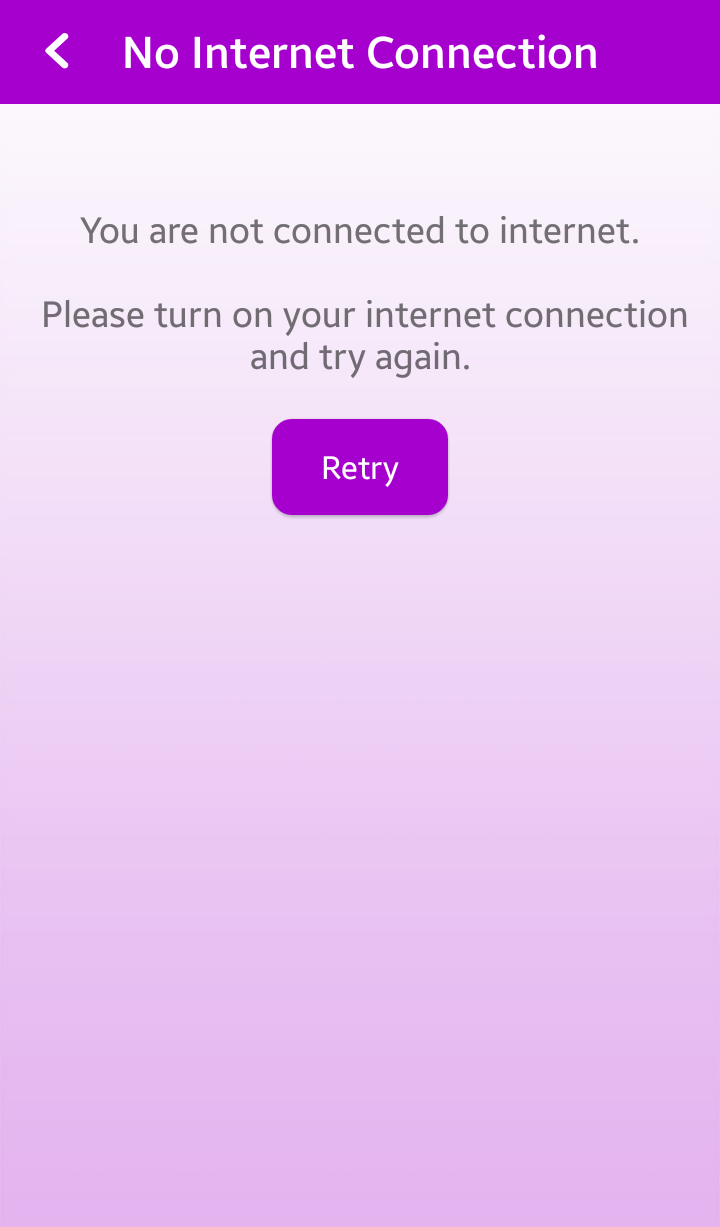 No Internet Connection
You are not connected to internet.
Please turn on your internet connection
and try again.
Retry